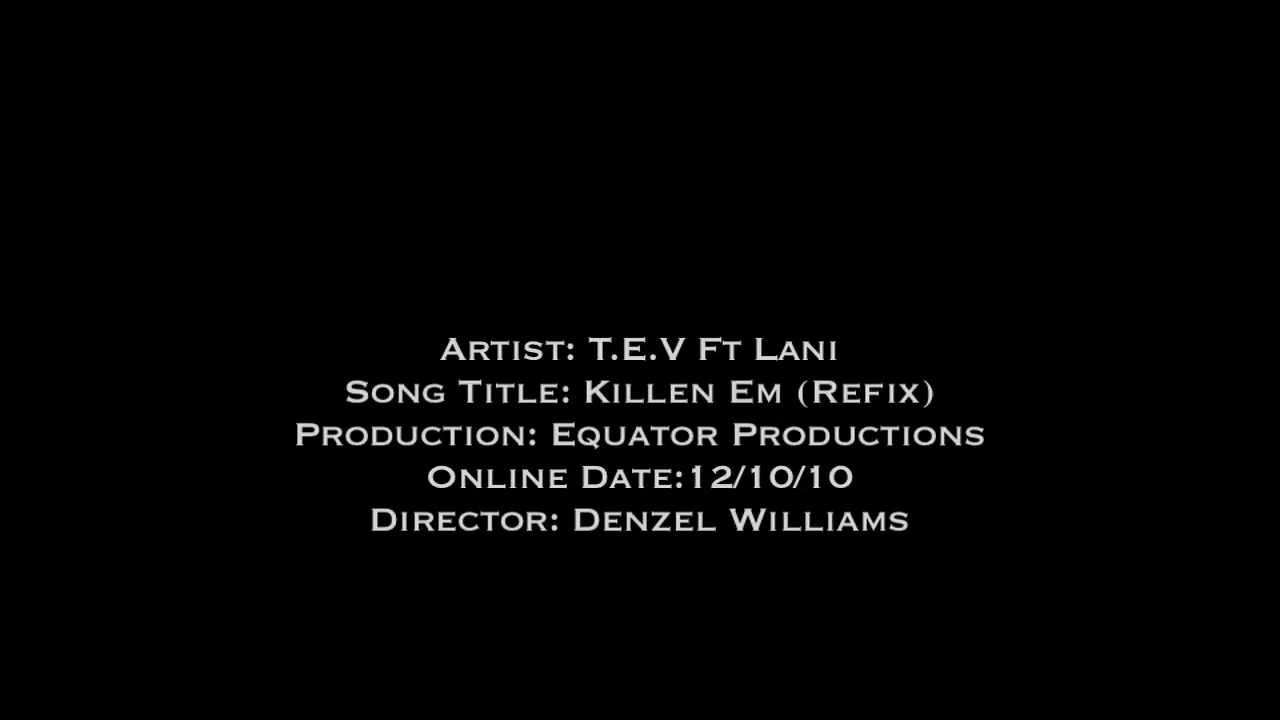 Artist: T.E.V Ft Lani
Song Title: Killen Em (Refix)
Production: Equator Productions
Online Date:12/10/10
Director: Denzel Williams